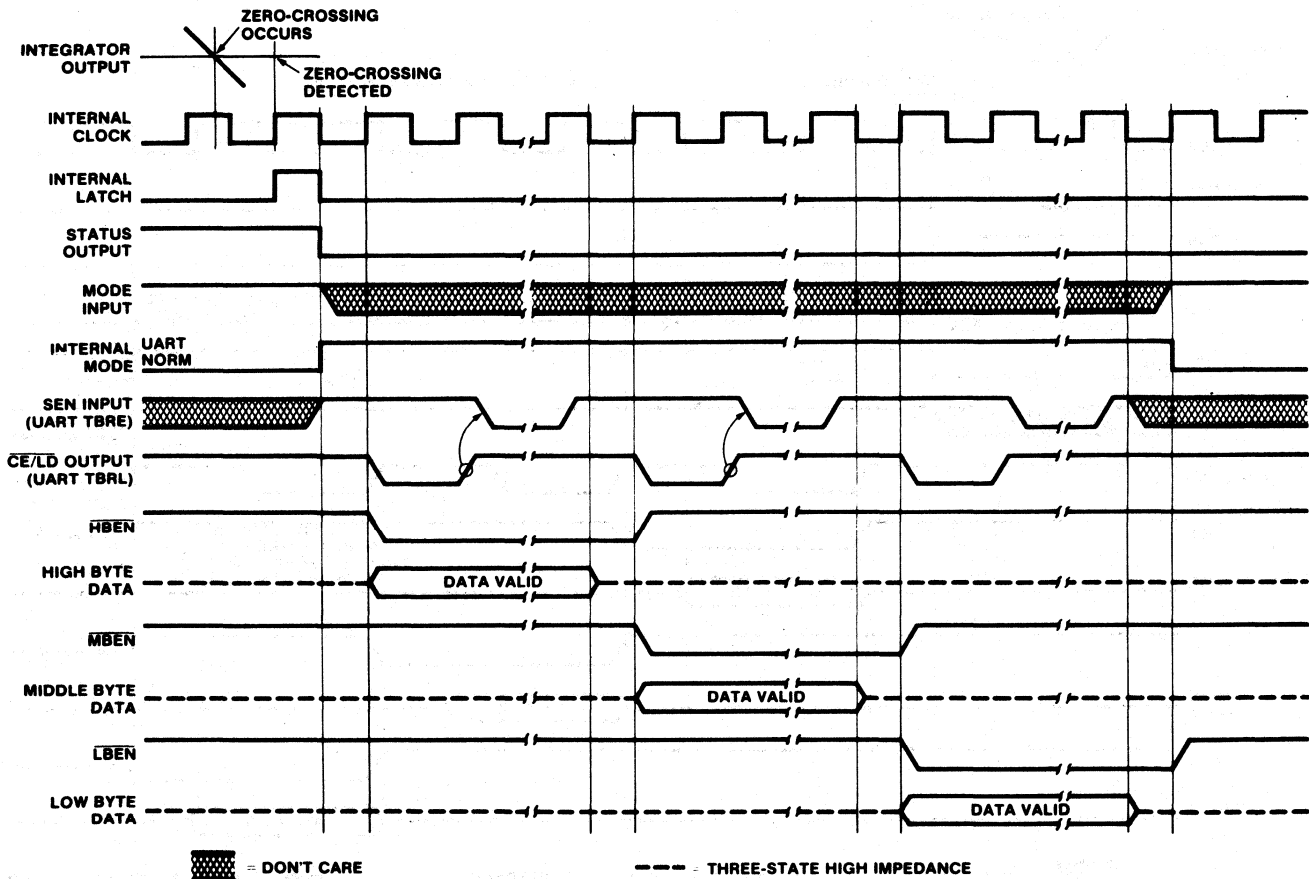 ZERO-CROSSING
OCCURS
INTEGRATOR
OUTPUT
ZERO-CROSSING
DETECTED
INTERNAL
CLOCK
INTERNAL
LATCH
STATUS
OUTPUT
MODE
INPUT
INTERNAL
MODE
UART
NORM
SEN INPUT
(UART TBRE)
CE/LD OUTPUT
(UART TBRL)
HBEN
HIGH BYTE
DATA
DATA VALID
MBEN
MIDDLE BYTE
DATA
DATA VALID
LBEN
LOW BYTE
DATA
DATA VALID
= DON'T CARE
= THREE-STATE HIGH IMPEDANCE